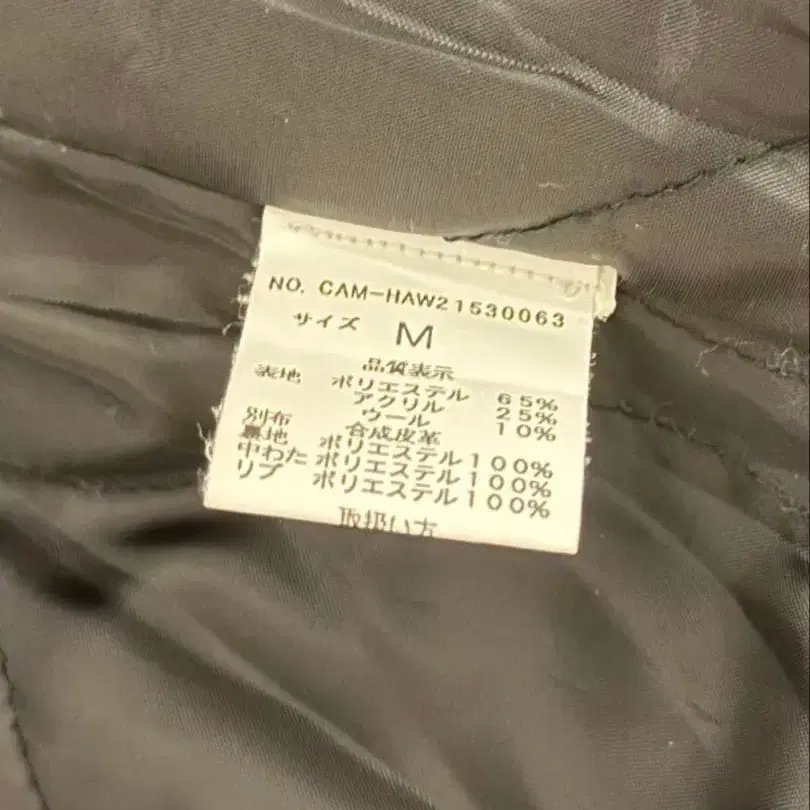 NO. CAM-HAW21530063
サイズ M
品質表示
表地 ポリエステル 65%
アクリル 25%
ウール 10%
別布 合成皮革
裏地 ポリエステル100%
中わた ポリエステル100%
リブ ポリエステル100%
取扱い方